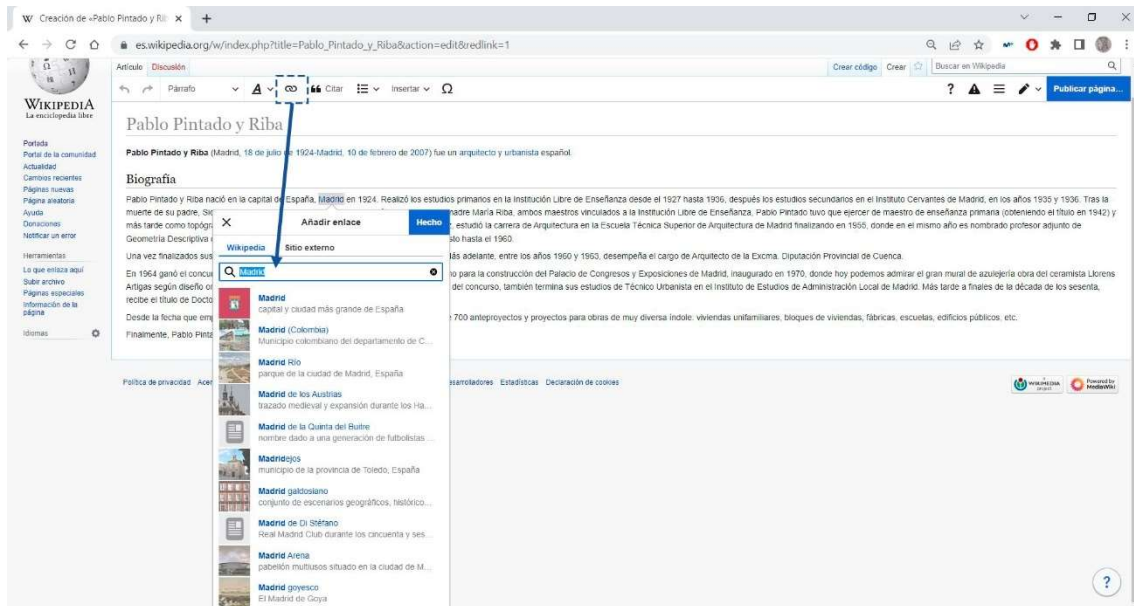 Creación de «Pablo Pintado y Ri
es.wikipedia.org/w/index.php?title=Pablo_Pintado_y_Riba&action=edit&redlink=1
WIKIPEDIA
La enciclopedia libre
Portada
Portal de la comunidad
Actualidad
Cambios recientes
Páginas nuevas
Página aleatoria
Ayuda
Donaciones
Notificar un error
Herramientas
Lo que enlaza aquí
Subir archivo
Páginas especiales
Información de la
página
Idiomas
Artículo Discusión
Crear código Crear Buscar en Wikipedia
Párrafo A Citar Insertar Ω ? Publicar página...
Pablo Pintado y Riba
Pablo Pintado y Riba (Madrid, 18 de julio de 1924-Madrid, 10 de febrero de 2007) fue un arquitecto y urbanista español.
Biografía
Pablo Pintado y Riba nació en la capital de España, Madrid en 1924. Realizó los estudios primarios en la Institución Libre de Enseñanza desde el 1927 hasta 1936, después los estudios secundarios en el Instituto Cervantes de Madrid, en los años 1935 y 1936. Tras la
muerte de su padre, madre María Riba, ambos maestros vinculados a la Institución Libre de Enseñanza, Pablo Pintado tuvo que ejercer de maestro de enseñanza primaria (obteniendo el título en 1942) y
más tarde como topógr , estudió la carrera de Arquitectura en la Escuela Técnica Superior de Arquitectura de Madrid finalizando en 1955, donde en el mismo año es nombrado profesor adjunto de
Geometría Descriptiva hasta el 1960.
Una vez finalizados sus ás adelante, entre los años 1960 y 1963, desempeña el cargo de Arquitecto de la Excma. Diputación Provincial de Cuenca.
En 1964 ganó el concu no para la construcción del Palacio de Congresos y Exposiciones de Madrid, inaugurado en 1970, donde hoy podemos admirar el gran mural de azulejería obra del ceramista Llorens
Artigas según diseño del concurso, también termina sus estudios de Técnico Urbanista en el Instituto de Estudios de Administración Local de Madrid. Más tarde a finales de la década de los sesenta,
recibe el título de Docto
Desde la fecha que emp e 700 anteproyectos y proyectos para obras de muy diversa índole: viviendas unifamiliares, bloques de viviendas, fábricas, escuelas, edificios públicos, etc.
Finalmente, Pablo Pinta
Añadir enlace Hecho
Wikipedia Sitio externo
Madrid
Madrid
capital y ciudad más grande de España
Madrid (Colombia)
Municipio colombiano del departamento de C...
Madrid Río
parque de la ciudad de Madrid, España
Madrid de los Austrias
trazado medieval y expansión durante los Ha...
Madrid de la Quinta del Buitre
nombre dado a una generación de futbolistas ...
Madridejos
municipio de la provincia de Toledo, España
Madrid galdosiano
conjunto de escenarios geográficos, histórico...
Madrid de Di Stéfano
Real Madrid Club durante los cincuenta y ses...
Madrid Arena
pabellón multiusos situado en la ciudad de M...
Madrid goyesco
El Madrid de Goya
Política de privacidad Acer esarrolladores Estadísticas Declaración de cookies
WIKIMEDIA project
Powered by MediaWiki
?